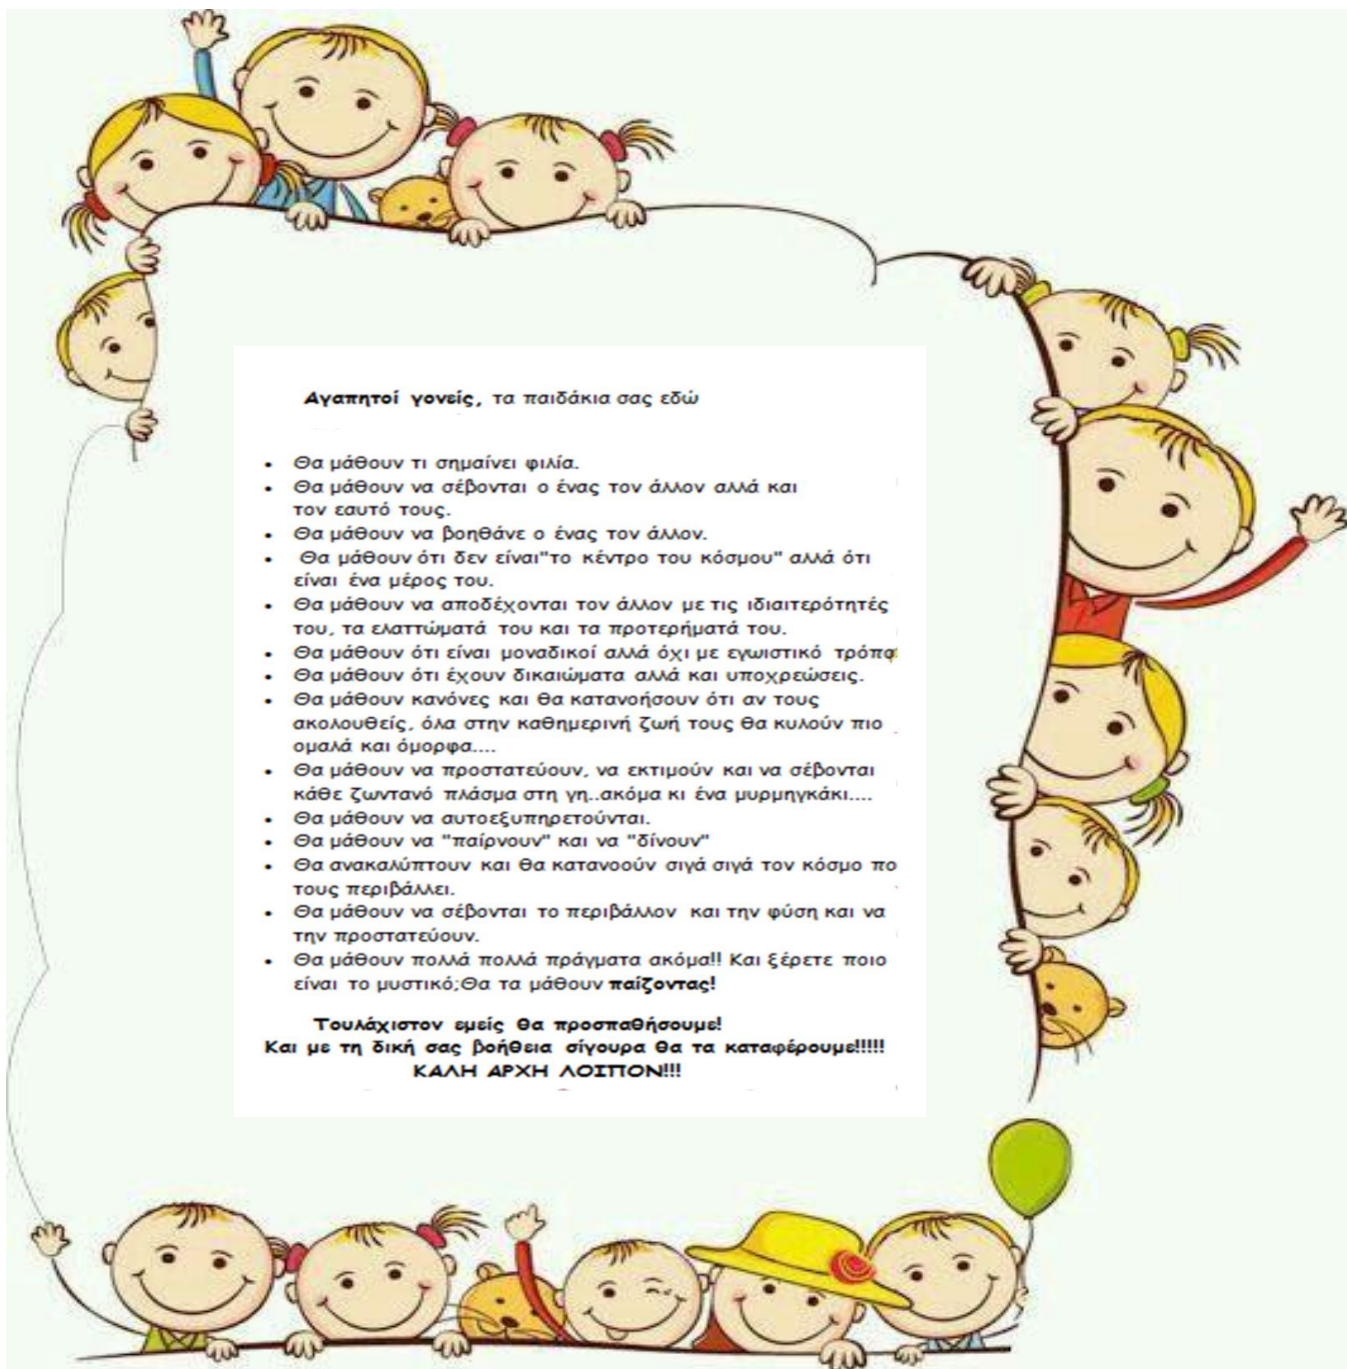 Αγαπητοί γονείς, τα παιδάκια σας εδώ
• Θα μάθουν τι σημαίνει φιλία.
• Θα μάθουν να σέβονται ο ένας τον άλλον αλλά και
τον εαυτό τους.
• Θα μάθουν να βοηθάνε ο ένας τον άλλον.
• Θα μάθουν ότι δεν είναι"το κέντρο του κόσμου" αλλά ότι
είναι ένα μέρος του.
• Θα μάθουν να αποδέχονται τον άλλον με τις ιδιαιτερότητές
του, τα ελαττώματά του και τα προτερήματά του.
• Θα μάθουν ότι είναι μοναδικοί αλλά όχι με εγωιστικό τρόπο
• Θα μάθουν ότι έχουν δικαιώματα αλλά και υποχρεώσεις.
• Θα μάθουν κανόνες και θα κατανοήσουν ότι αν τους
ακολουθείς, όλα στην καθημερινή ζωή τους θα κυλούν πιο
ομαλά και όμορφα....
• Θα μάθουν να προστατεύουν, να εκτιμούν και να σέβονται
κάθε ζωντανό πλάσμα στη γη..ακόμα κι ένα μυρμηγκάκι....
• Θα μάθουν να αυτοεξυπηρετούνται.
• Θα μάθουν να "παίρνουν" και να "δίνουν"
• Θα ανακαλύπτουν και θα κατανοούν σιγά σιγά τον κόσμο πο
τους περιβάλλει.
• Θα μάθουν να σέβονται το περιβάλλον και την φύση και να
την προστατεύουν.
• Θα μάθουν πολλά πολλά πράγματα ακόμα!! Και ξέρετε ποιο
είναι το μυστικό;Θα τα μάθουν παίζοντας!
Τουλάχιστον εμείς θα προσπαθήσουμε!
Και με τη δική σας βοήθεια σίγουρα θα τα καταφέρουμε!!!!!
ΚΑΛΗ ΑΡΧΗ ΛΟΙΠΟΝ!!!